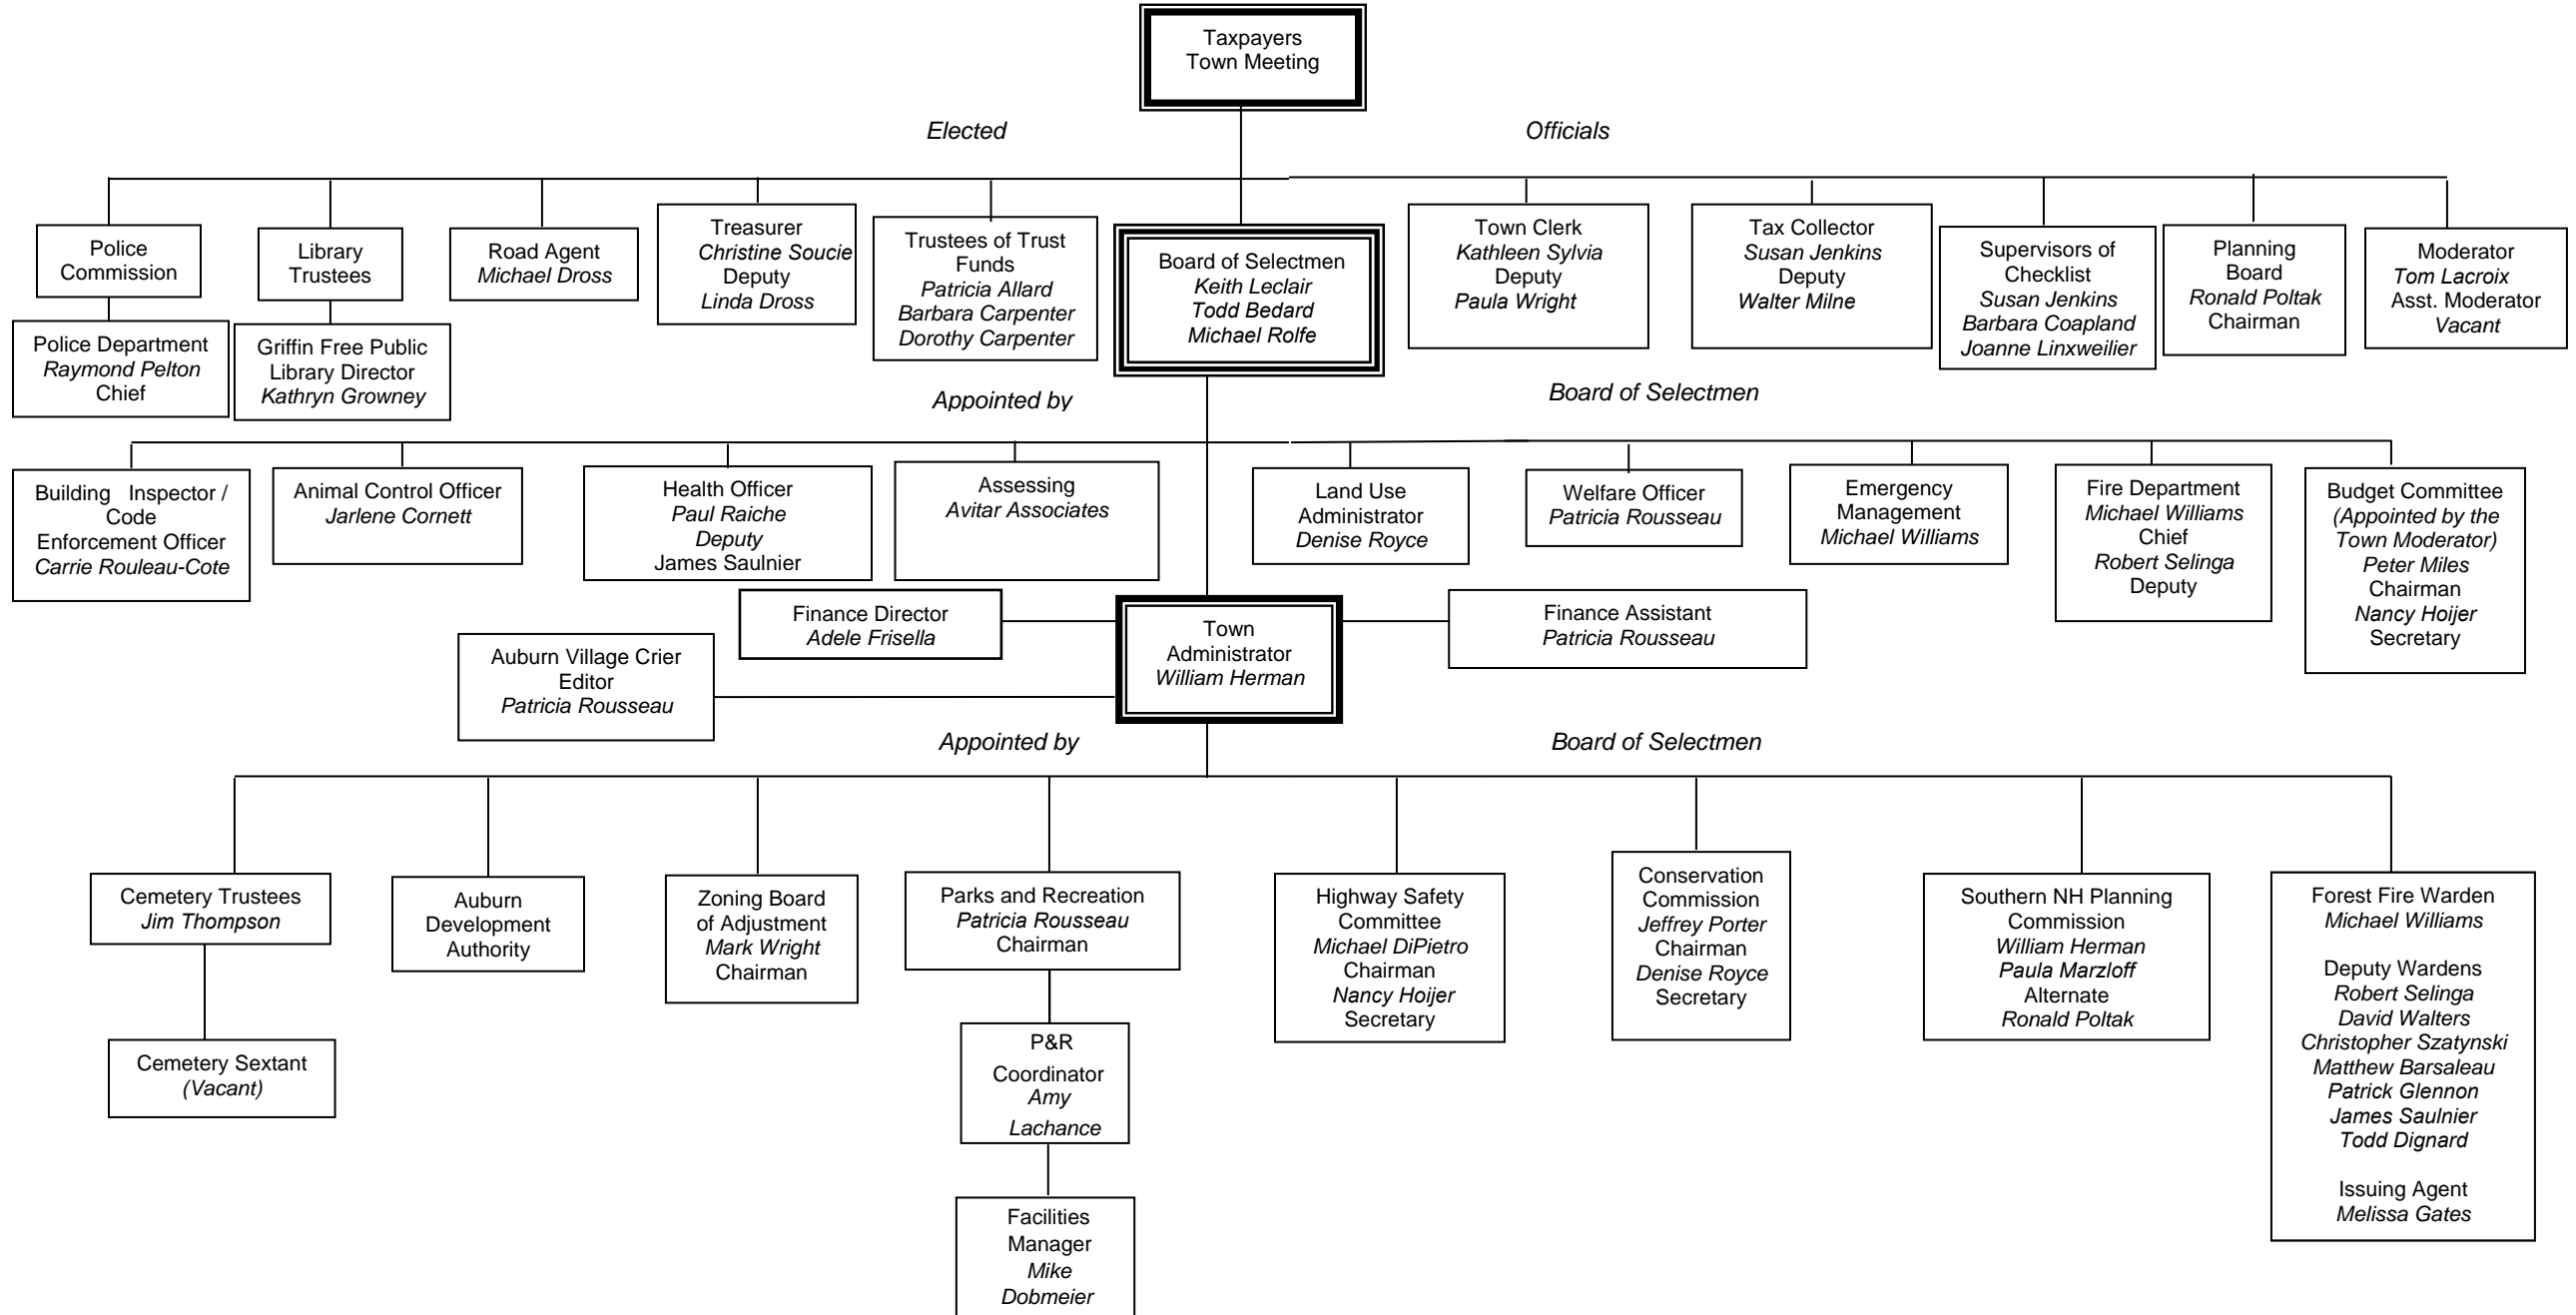 Taxpayers
Town Meeting
Elected
Officials
Police
Commission
Police Department
Raymond Pelton
Chief
Library
Trustees
Griffin Free Public
Library Director
Kathryn Growney
Road Agent
Michael Dross
Treasurer
Christine Soucie
Deputy
Linda Dross
Trustees of Trust
Funds
Patricia Allard
Barbara Carpenter
Dorothy Carpenter
Board of Selectmen
Keith Leclair
Todd Bedard
Michael Rolfe
Town Clerk
Kathleen Sylvia
Deputy
Paula Wright
Tax Collector
Susan Jenkins
Deputy
Walter Milne
Supervisors of
Checklist
Susan Jenkins
Barbara Coapland
Joanne Linxweilier
Planning
Board
Ronald Poltak
Chairman
Moderator
Tom Lacroix
Asst. Moderator
Vacant
Appointed by
Board of Selectmen
Building Inspector /
Code
Enforcement Officer
Carrie Rouleau-Cote
Animal Control Officer
Jarlene Cornett
Health Officer
Paul Raiche
Deputy
James Saulnier
Assessing
Avitar Associates
Land Use
Administrator
Denise Royce
Welfare Officer
Patricia Rousseau
Emergency
Management
Michael Williams
Fire Department
Michael Williams
Chief
Robert Selinga
Deputy
Budget Committee
(Appointed by the
Town Moderator)
Peter Miles
Chairman
Nancy Hoijer
Secretary
Finance Director
Adele Frisella
Auburn Village Crier
Editor
Patricia Rousseau
Town
Administrator
William Herman
Finance Assistant
Patricia Rousseau
Appointed by
Board of Selectmen
Cemetery Trustees
Jim Thompson
Cemetery Sextant
(Vacant)
Auburn
Development
Authority
Zoning Board
of Adjustment
Mark Wright
Chairman
Parks and Recreation
Patricia Rousseau
Chairman
P&R
Coordinator
Amy
Lachance
Facilities
Manager
Mike
Dobmeier
Highway Safety
Committee
Michael DiPietro
Chairman
Nancy Hoijer
Secretary
Conservation
Commission
Jeffrey Porter
Chairman
Denise Royce
Secretary
Southern NH Planning
Commission
William Herman
Paula Marzloff
Alternate
Ronald Poltak
Forest Fire Warden
Michael Williams
Deputy Wardens
Robert Selinga
David Walters
Christopher Szatynski
Matthew Barsaleau
Patrick Glennon
James Saulnier
Todd Dignard
Issuing Agent
Melissa Gates